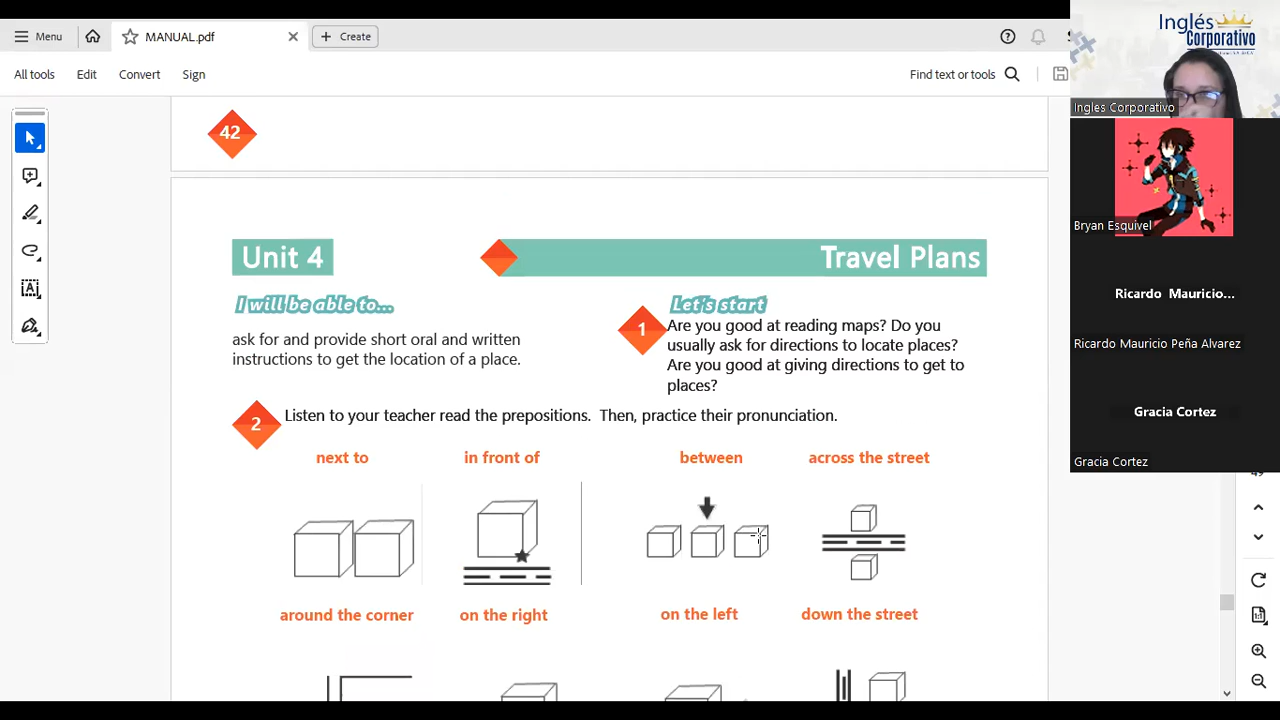 Menu
MANUAL.pdf
Create
All tools
Edit
Convert
Sign
Find text or tools
42
Unit 4
Travel Plans
I will be able to...
ask for and provide short oral and written
instructions to get the location of a place.
1
Let's start
Are you good at reading maps? Do you
usually ask for directions to locate places?
Are you good at giving directions to get to
places?
2
Listen to your teacher read the prepositions. Then, practice their pronunciation.
next to
in front of
between
across the street
around the corner
on the right
on the left
down the street
Inglés
Corporativo
Ingles Corporativo
Bryan Esquivel
Ricardo Mauricio...
Ricardo Mauricio Peña Alvarez
Gracia Cortez
Gracia Cortez